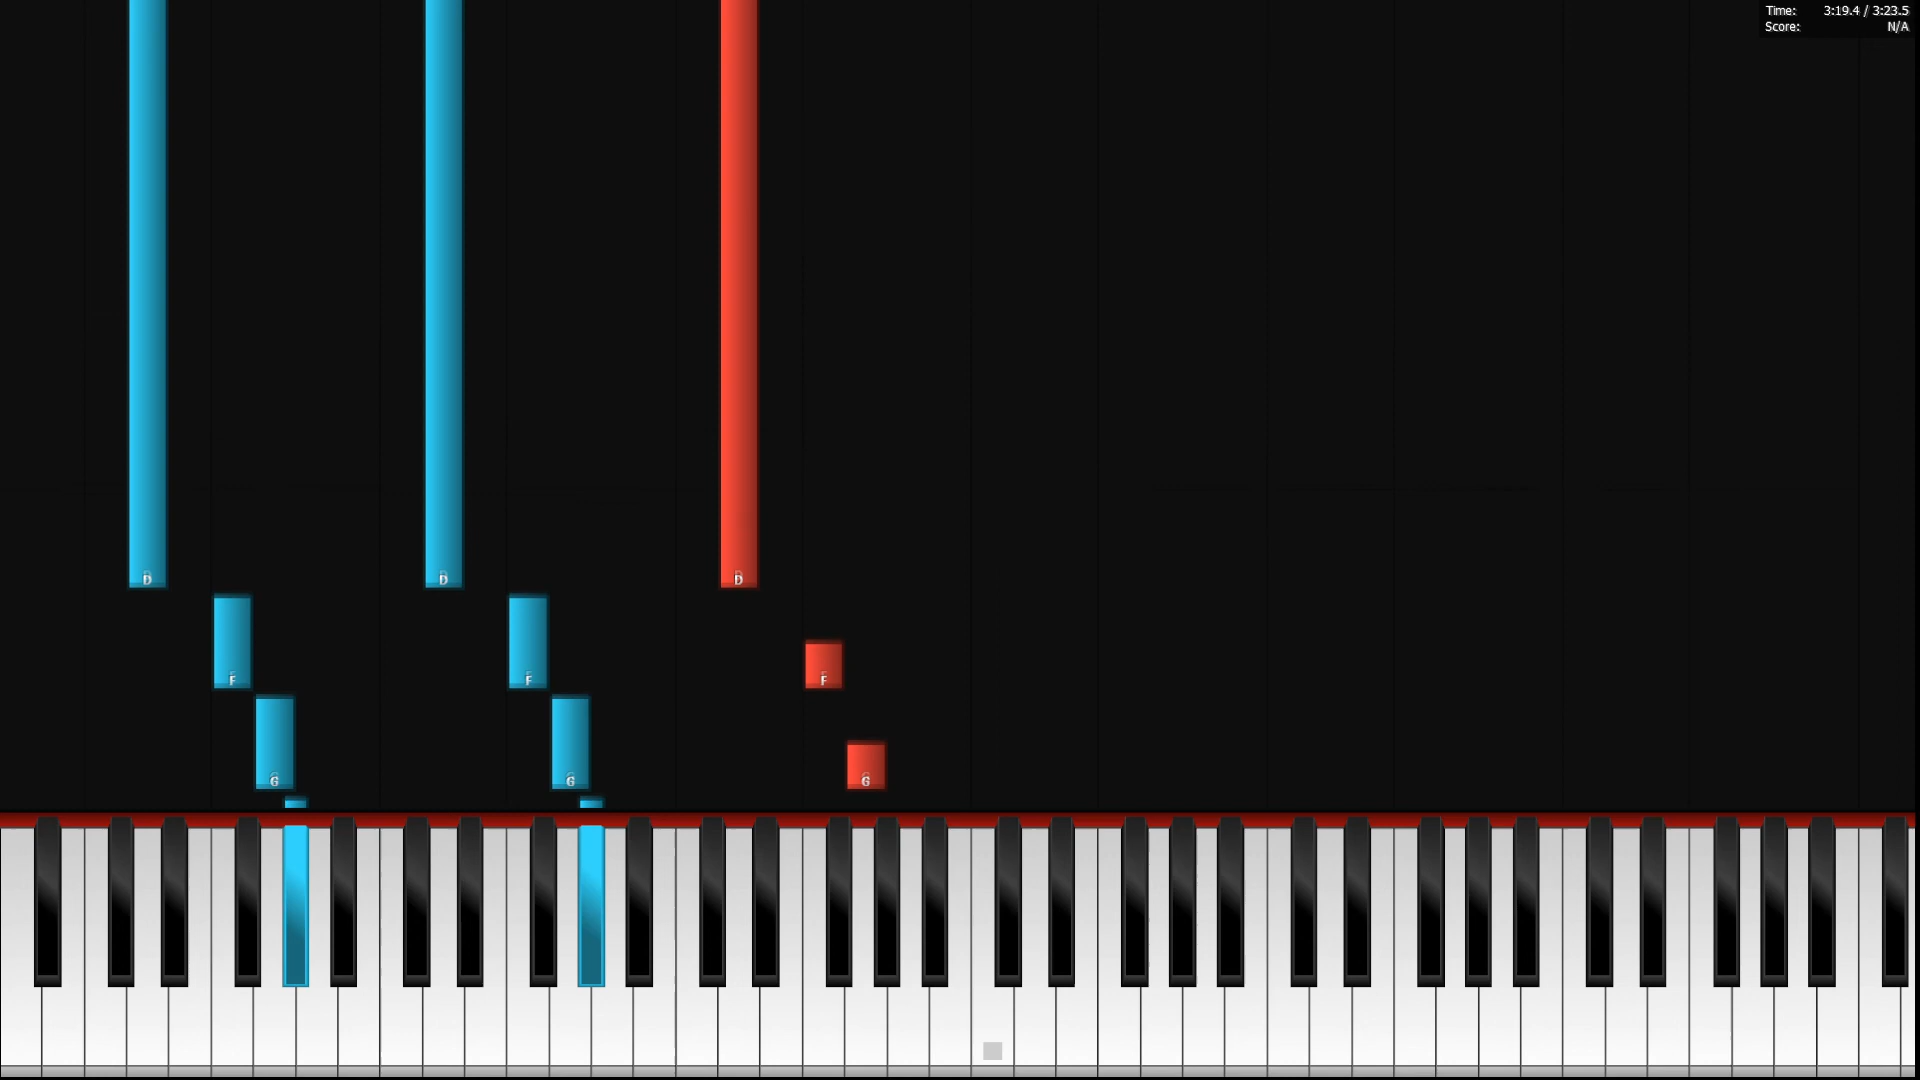 Time: 3:19.4 / 3:23.5
Score: N/A
D D D
F F F
G G G